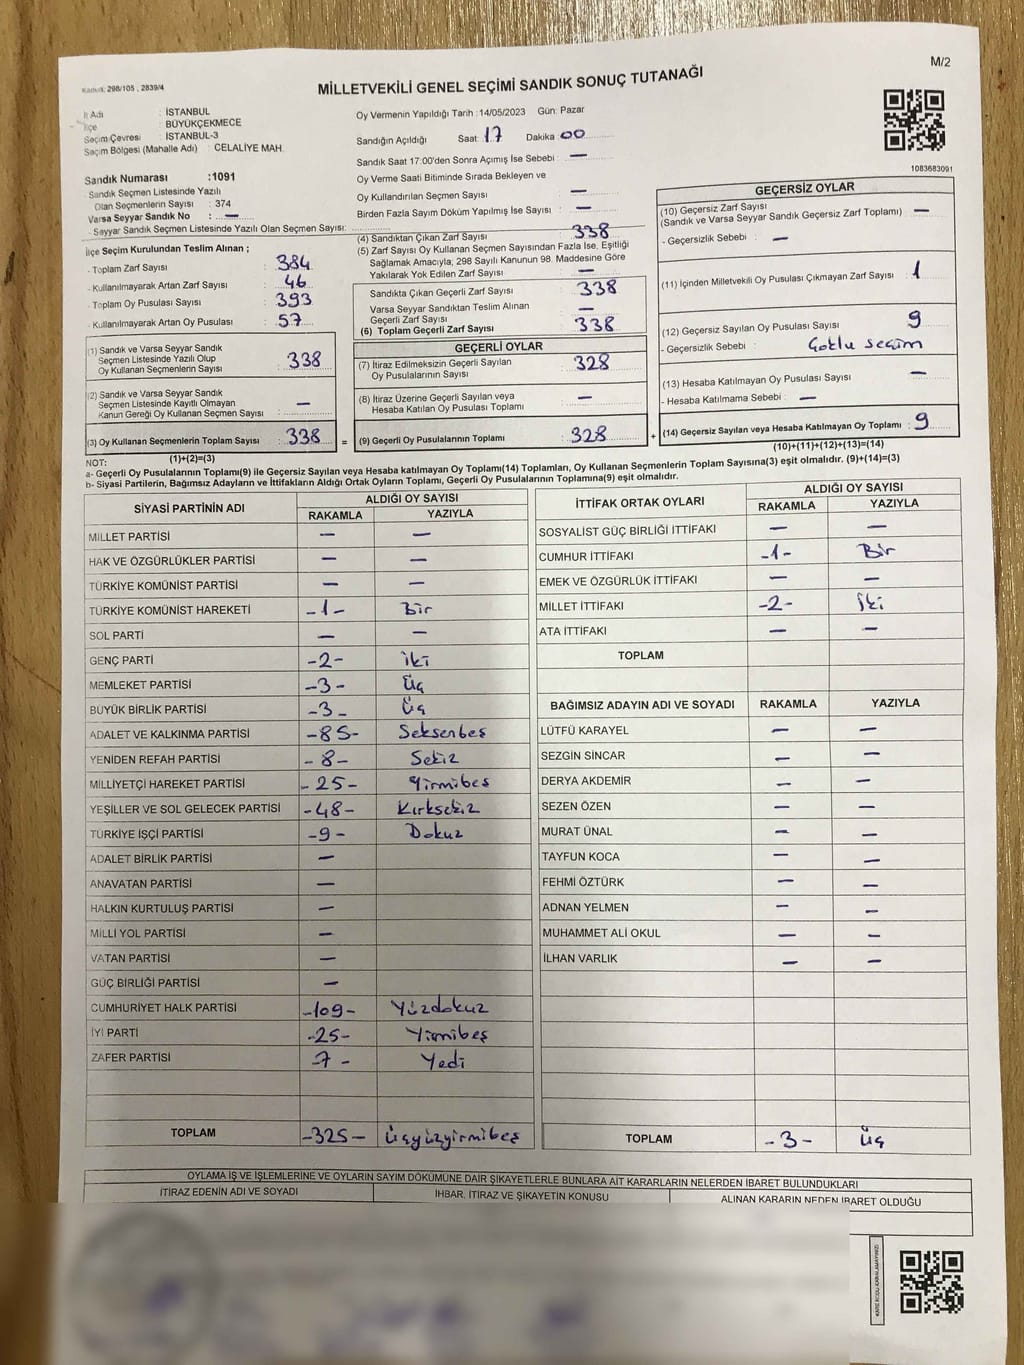 M/2
Kanun, 298/105, 2839/4
MİLLETVEKİLİ GENEL SEÇİMİ SANDIK SONUÇ TUTANAĞI
İl Adı : İSTANBUL
İlçe : BÜYÜKÇEKMECE
Seçim Çevresi : İSTANBUL-3
Seçim Bölgesi (Mahalle Adı) : CELALİYE MAH.
Sandık Numarası :1091
Sandık Seçmen Listesinde Yazılı
Olan Seçmenlerin Sayısı : 374
Varsa Seyyar Sandık No : —
- Seyyar Sandık Seçmen Listesinde Yazılı Olan Seçmen Sayısı:
Oy Vermenin Yapıldığı Tarih : 14/05/2023 Gün: Pazar
Sandığın Açıldığı Saat 17 Dakika 00
Sandık Saat 17:00'den Sonra Açımış İse Sebebi : —
Oy Verme Saati Bitiminde Sırada Bekleyen ve
Oy Kullandırılan Seçmen Sayısı : —
Birden Fazla Sayım Döküm Yapılmış İse Sayısı : —
1083683091
İlçe Seçim Kurulundan Teslim Alınan ;
- Toplam Zarf Sayısı : 384
- Kullanılmayarak Artan Zarf Sayısı : 46
- Toplam Oy Pusulası Sayısı : 393
- Kullanılmayarak Artan Oy Pusulası : 57
(1) Sandık ve Varsa Seyyar Sandık
Seçmen Listesinde Yazılı Olup
Oy Kullanan Seçmenlerin Sayısı : 338
(2) Sandık ve Varsa Seyyar Sandık
Seçmen Listesinde Kayıtlı Olmayan
Kanun Gereği Oy Kullanan Seçmen Sayısı : —
(3) Oy Kullanan Seçmenlerin Toplam Sayısı : 338
(1)+(2)=(3)
(4) Sandıktan Çıkan Zarf Sayısı : 338
(5) Zarf Sayısı Oy Kullanan Seçmen Sayısından Fazla İse, Eşitliği
Sağlamak Amacıyla; 298 Sayılı Kanunun 98. Maddesine Göre
Yakılarak Yok Edilen Zarf Sayısı : —
Sandıkta Çıkan Geçerli Zarf Sayısı : 338
Varsa Seyyar Sandıktan Teslim Alınan
Geçerli Zarf Sayısı : —
(6) Toplam Geçerli Zarf Sayısı : 338
GEÇERLİ OYLAR
(7) İtiraz Edilmeksizin Geçerli Sayılan
Oy Pusulalarının Sayısı : 328
(8) İtiraz Üzerine Geçerli Sayılan veya
Hesaba Katılan Oy Pusulası Toplamı : —
= (9) Geçerli Oy Pusulalarının Toplamı : 328 +
GEÇERSİZ OYLAR
(10) Geçersiz Zarf Sayısı
(Sandık ve Varsa Seyyar Sandık Geçersiz Zarf Toplamı) : —
- Geçersizlik Sebebi : —
(11) İçinden Milletvekili Oy Pusulası Çıkmayan Zarf Sayısı : 1
(12) Geçersiz Sayılan Oy Pusulası Sayısı : 9
- Geçersizlik Sebebi : Çoklu seçim
(13) Hesaba Katılmayan Oy Pusulası Sayısı : —
- Hesaba Katılmama Sebebi : —
(14) Geçersiz Sayılan veya Hesaba Katılmayan Oy Toplamı : 9
(10)+(11)+(12)+(13)=(14)
NOT:
a- Geçerli Oy Pusulalarının Toplamı(9) ile Geçersiz Sayılan veya Hesaba katılmayan Oy Toplamı(14) Toplamları, Oy Kullanan Seçmenlerin Toplam Sayısına(3) eşit olmalıdır. (9)+(14)=(3)
b- Siyasi Partilerin, Bağımsız Adayların ve İttifakların Aldığı Ortak Oyların Toplamı, Geçerli Oy Pusulalarının Toplamına(9) eşit olmalıdır.
SİYASİ PARTİNİN ADI ALDIĞI OY SAYISI
RAKAMLA YAZIYLA
MİLLET PARTİSİ — —
HAK VE ÖZGÜRLÜKLER PARTİSİ — —
TÜRKİYE KOMÜNİST PARTİSİ — —
TÜRKİYE KOMÜNİST HAREKETİ -1- Bir
SOL PARTİ — —
GENÇ PARTİ -2- İki
MEMLEKET PARTİSİ -3- Üç
BÜYÜK BİRLİK PARTİSİ -3- Üç
ADALET VE KALKINMA PARTİSİ -85- Seksenbeş
YENİDEN REFAH PARTİSİ -8- Sekiz
MİLLİYETÇİ HAREKET PARTİSİ -25- Yirmibeş
YEŞİLLER VE SOL GELECEK PARTİSİ -48- Kırksekiz
TÜRKİYE İŞÇİ PARTİSİ -9- Dokuz
ADALET BİRLİK PARTİSİ —
ANAVATAN PARTİSİ —
HALKIN KURTULUŞ PARTİSİ —
MİLLİ YOL PARTİSİ —
VATAN PARTİSİ —
GÜÇ BİRLİĞİ PARTİSİ —
CUMHURİYET HALK PARTİSİ -109- Yüzdokuz
İYİ PARTİ -25- Yirmibeş
ZAFER PARTİSİ -7- Yedi
TOPLAM -325- Üçyüzyirmibeş
İTTİFAK ORTAK OYLARI ALDIĞI OY SAYISI
RAKAMLA YAZIYLA
SOSYALİST GÜÇ BİRLİĞİ İTTİFAKI — —
CUMHUR İTTİFAKI -1- Bir
EMEK VE ÖZGÜRLÜK İTTİFAKI — —
MİLLET İTTİFAKI -2- İki
ATA İTTİFAKI — —
TOPLAM
BAĞIMSIZ ADAYIN ADI VE SOYADI RAKAMLA YAZIYLA
LÜTFÜ KARAYEL — —
SEZGİN SİNCAR — —
DERYA AKDEMİR — —
SEZEN ÖZEN — —
MURAT ÜNAL — —
TAYFUN KOCA — —
FEHMİ ÖZTÜRK — —
ADNAN YELMEN — —
MUHAMMET ALİ OKUL — —
İLHAN VARLIK — —
TOPLAM -3- Üç
OYLAMA İŞ VE İŞLEMLERİNE VE OYLARIN SAYIM DÖKÜMÜNE DAİR ŞİKAYETLERLE BUNLARA AİT KARARLARIN NELERDEN İBARET BULUNDUKLARI
İTİRAZ EDENİN ADI VE SOYADI İHBAR, İTİRAZ VE ŞİKAYETİN KONUSU ALINAN KARARIN NEDEN İBARET OLDUĞU
KARE KODU KARALAMAYINIZ!